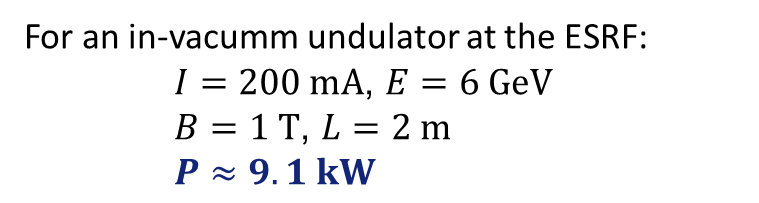 For an in-vacumm undulator at the ESRF:
I = 200 mA, E = 6 GeV
B = 1 T, L = 2 m
P ≈ 9.1 kW